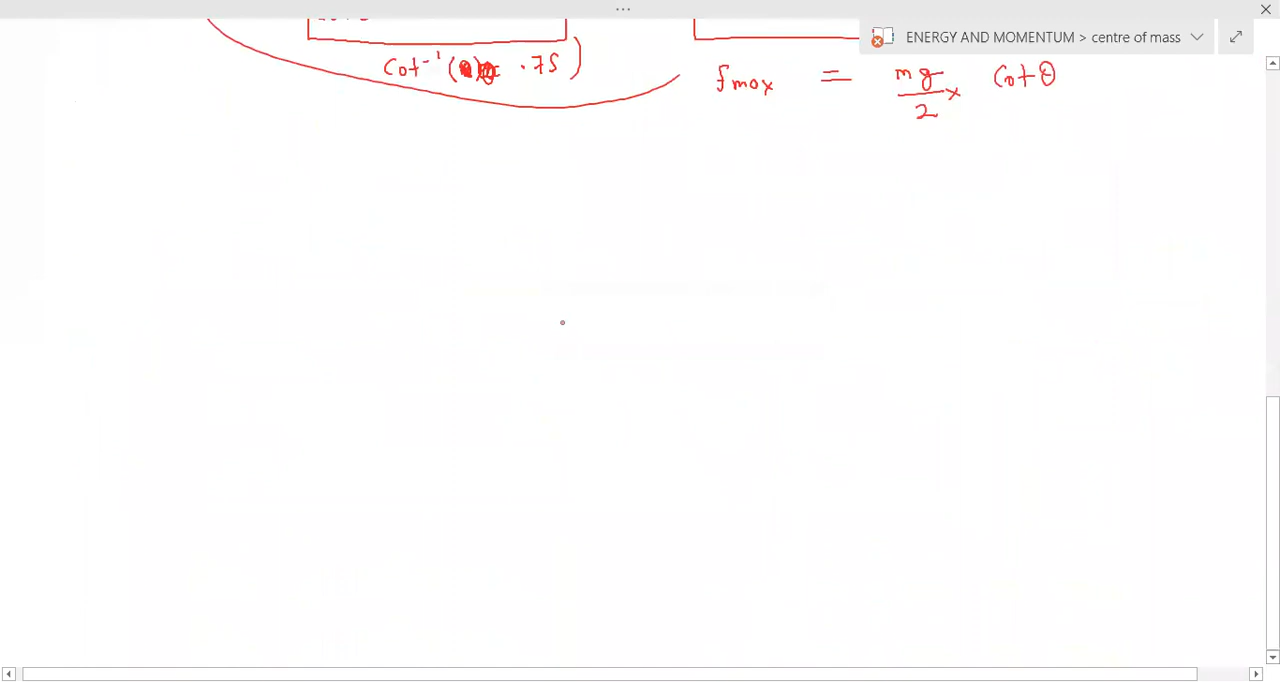 ENERGY AND MOMENTUM > centre of mass
Cot⁻¹( .75 )
fmax = mg/2 × Cotθ